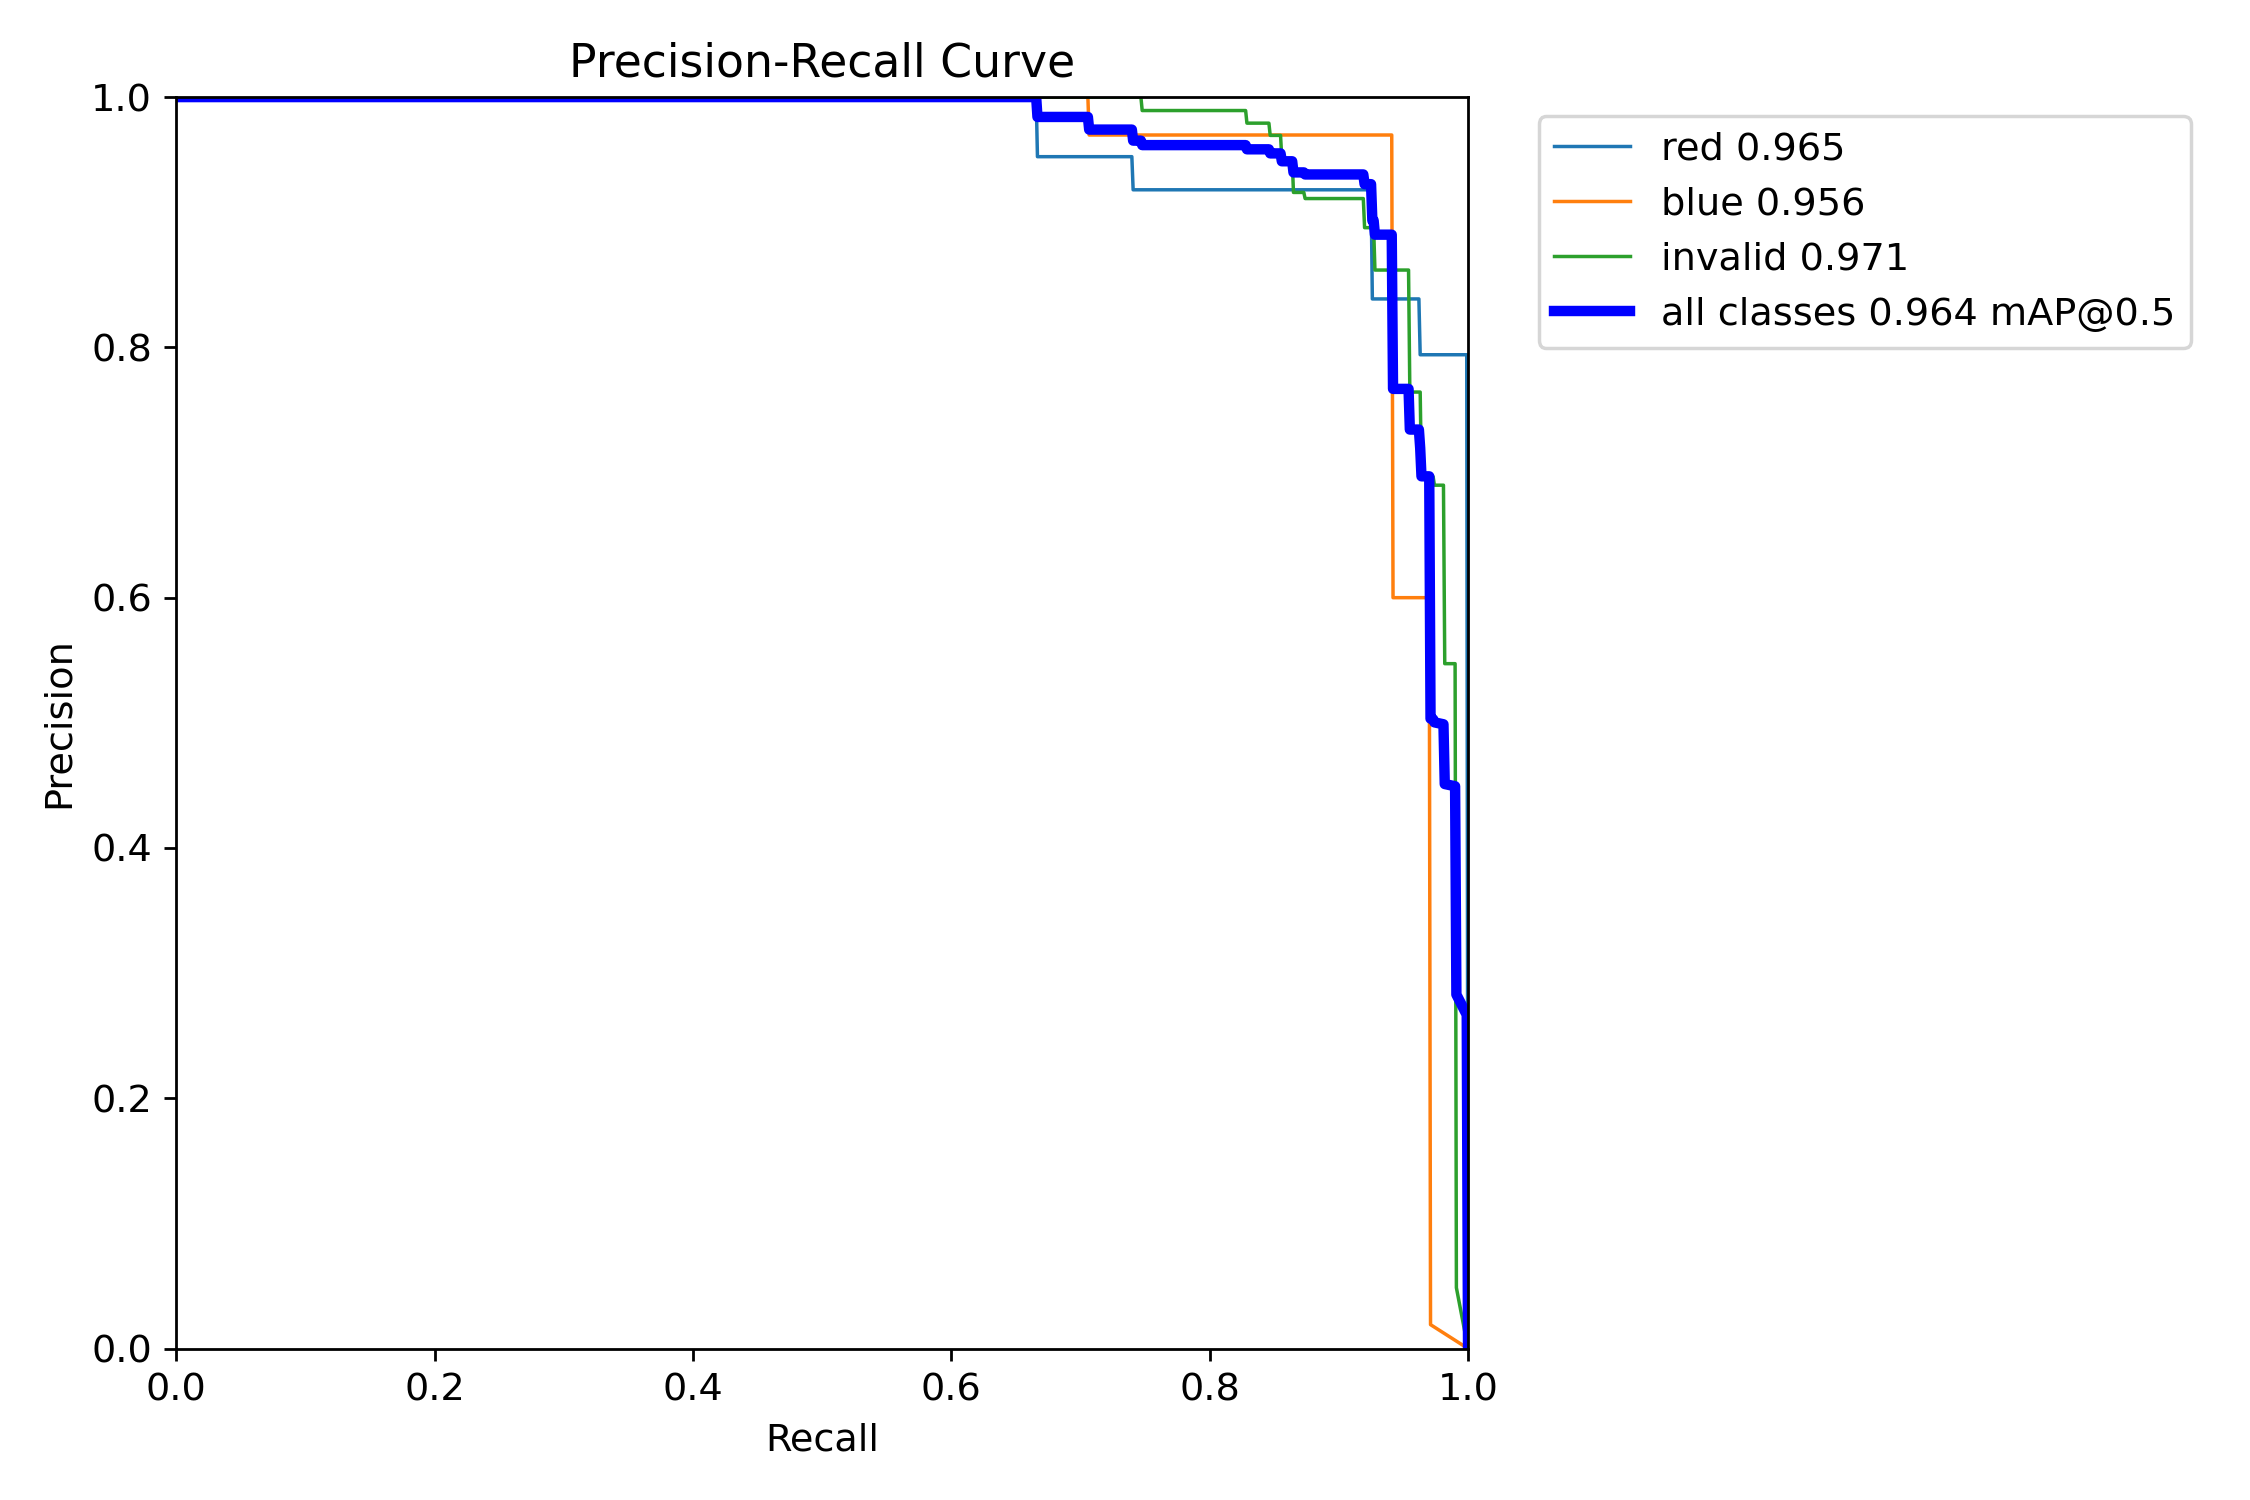 Precision-Recall Curve
1.0
0.8
0.6
0.4
0.2
0.0
Precision
0.0 0.2 0.4 0.6 0.8 1.0
Recall
red 0.965
blue 0.956
invalid 0.971
all classes 0.964 mAP@0.5